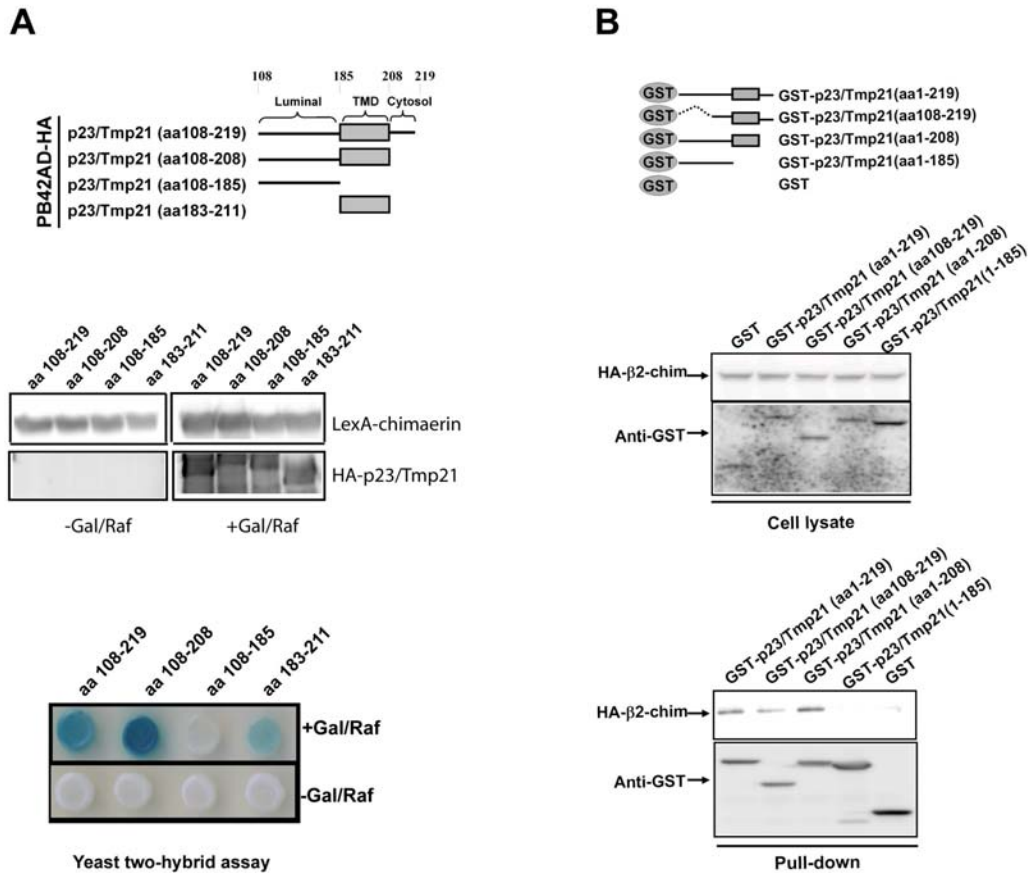 A
108 185 208 219
Luminal TMD Cytosol
PB42AD-HA
p23/Tmp21 (aa108-219)
p23/Tmp21 (aa108-208)
p23/Tmp21 (aa108-185)
p23/Tmp21 (aa183-211)
aa 108-219
aa 108-208
aa 108-185
aa 183-211
aa 108-219
aa 108-208
aa 108-185
aa 183-211
LexA-chimaerin
HA-p23/Tmp21
-Gal/Raf +Gal/Raf
aa 108-219
aa 108-208
aa 108-185
aa 183-211
+Gal/Raf
-Gal/Raf
Yeast two-hybrid assay
B
GST GST-p23/Tmp21(aa1-219)
GST GST-p23/Tmp21(aa108-219)
GST GST-p23/Tmp21(aa1-208)
GST GST-p23/Tmp21(aa1-185)
GST GST
GST
GST-p23/Tmp21 (aa1-219)
GST-p23/Tmp21 (aa108-219)
GST-p23/Tmp21 (aa1-208)
GST-p23/Tmp21(1-185)
HA-β2-chim
Anti-GST
Cell lysate
GST-p23/Tmp21 (aa1-219)
GST-p23/Tmp21 (aa108-219)
GST-p23/Tmp21 (aa1-208)
GST-p23/Tmp21(1-185)
GST
HA-β2-chim
Anti-GST
Pull-down